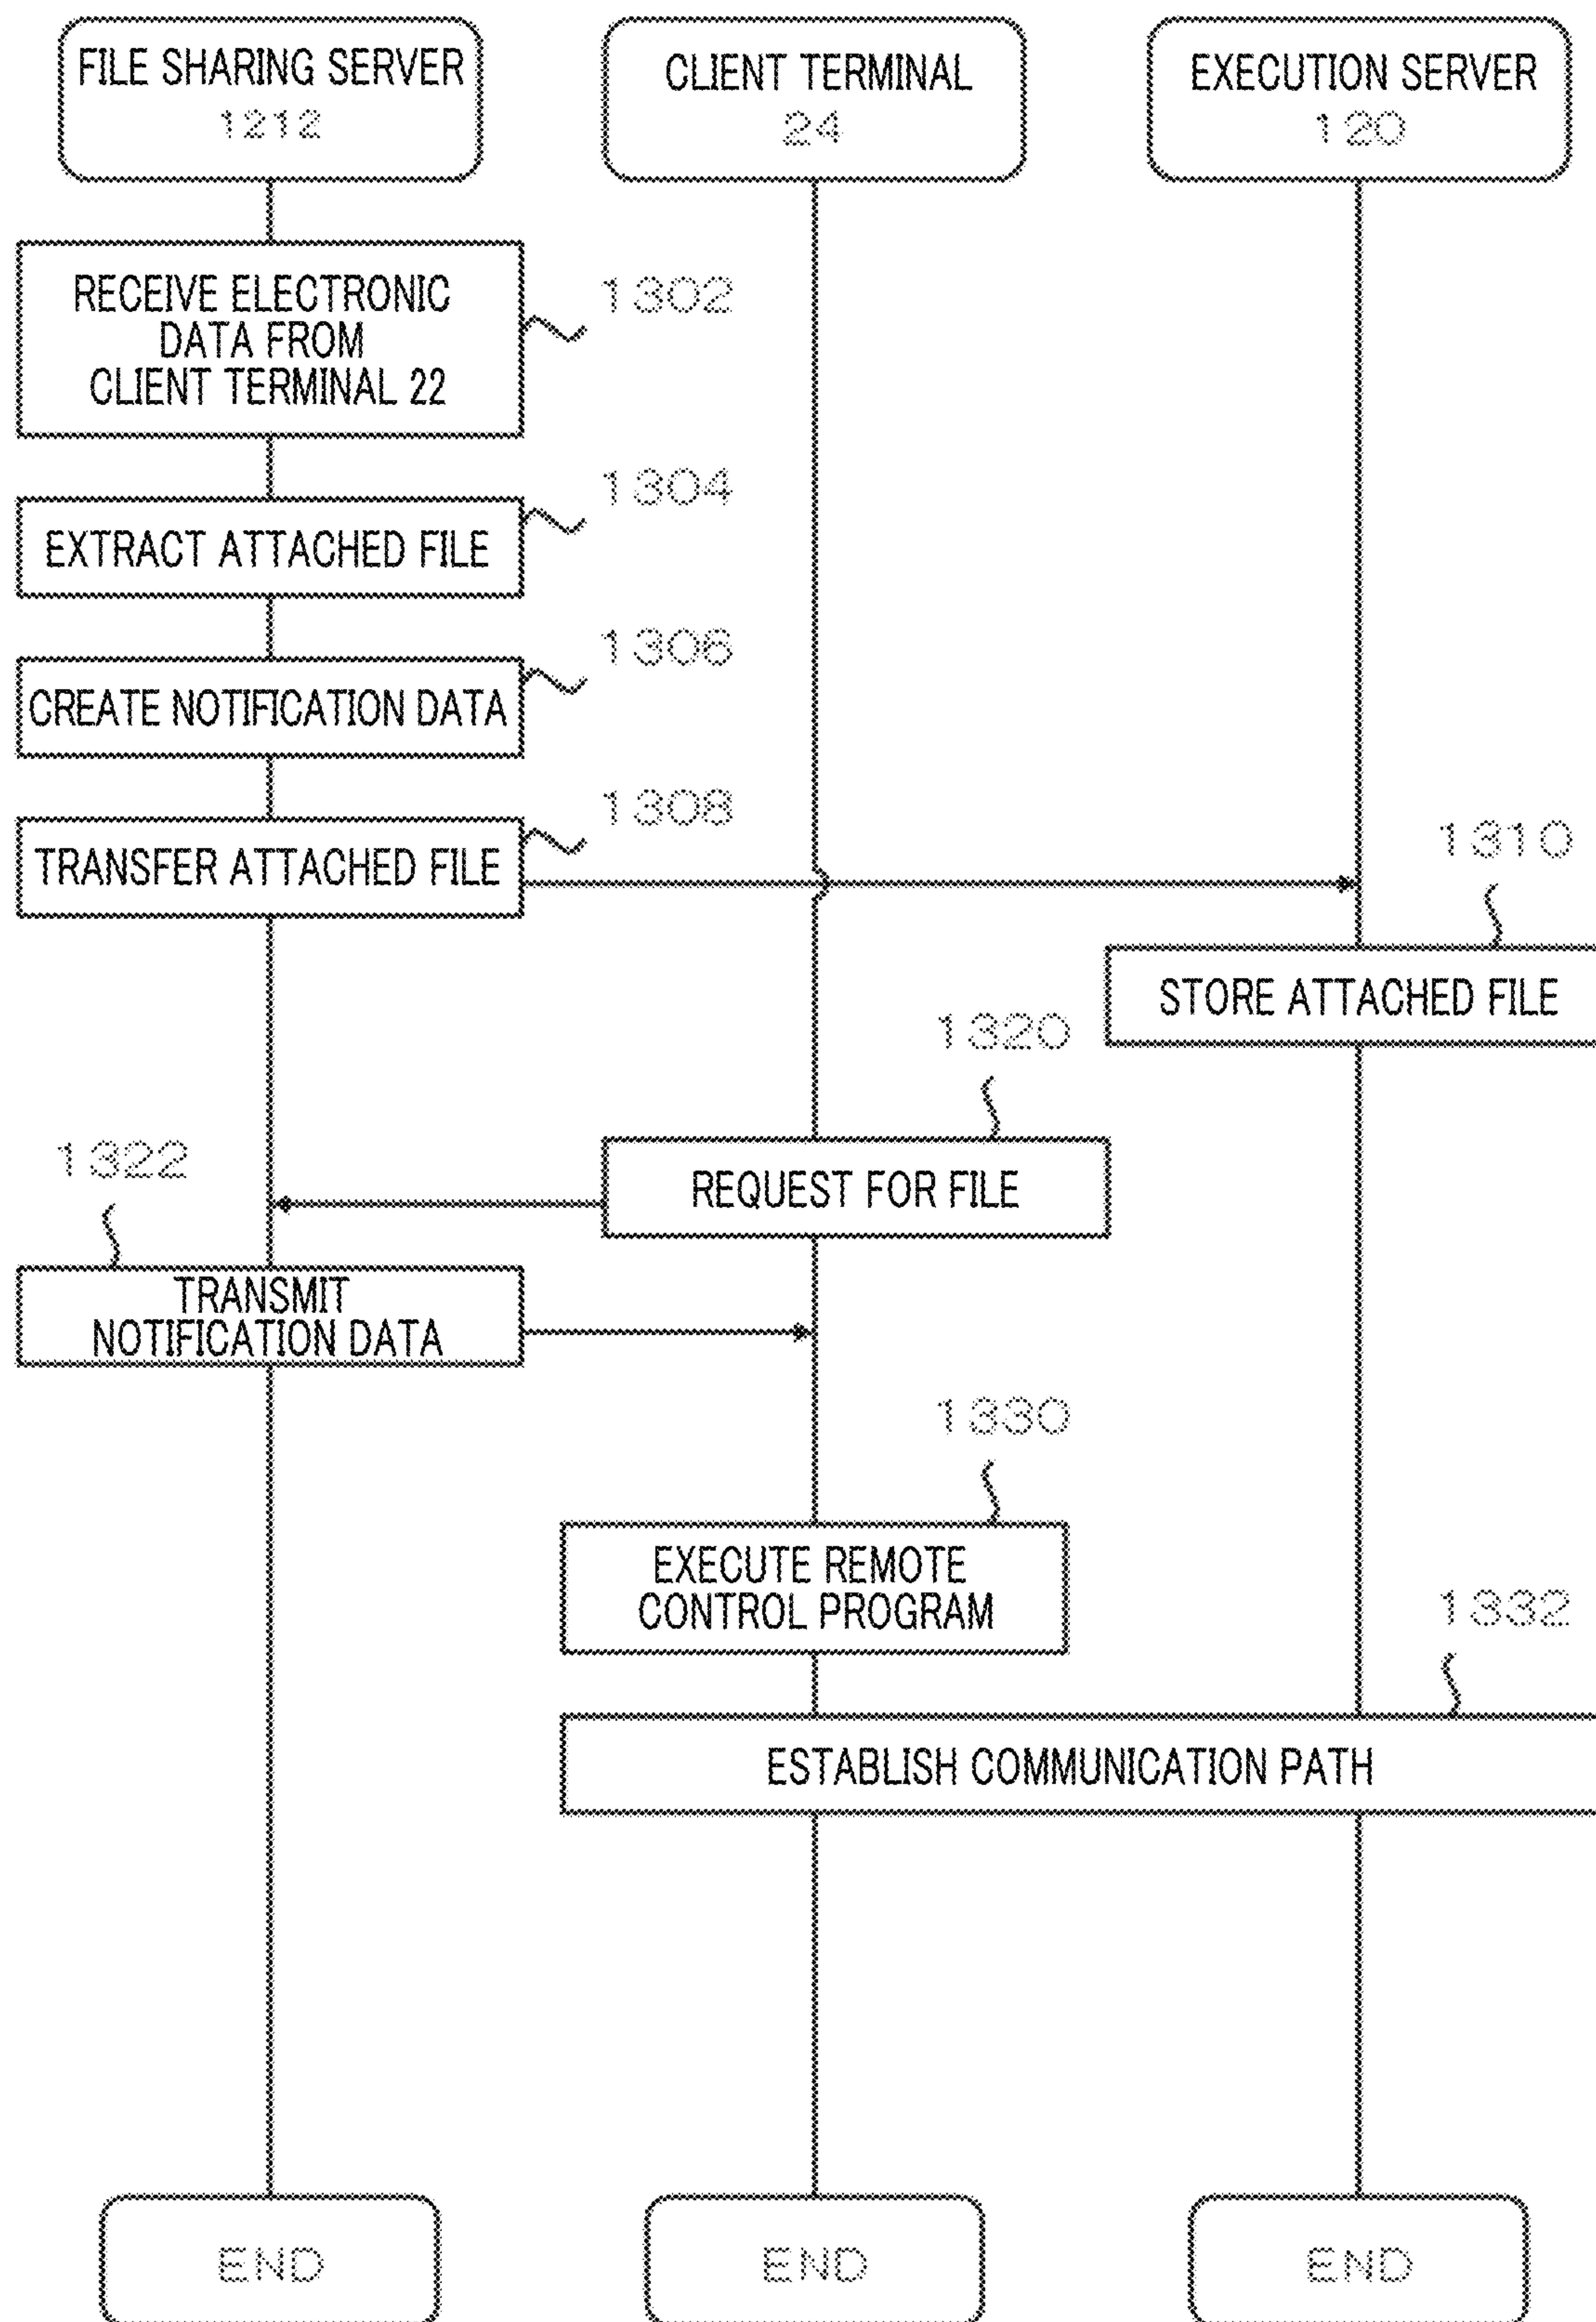 FILE SHARING SERVER
1212
CLIENT TERMINAL
24
EXECUTION SERVER
120
RECEIVE ELECTRONIC
DATA FROM
CLIENT TERMINAL 22
1302
EXTRACT ATTACHED FILE
1304
CREATE NOTIFICATION DATA
1306
TRANSFER ATTACHED FILE
1308
1310
STORE ATTACHED FILE
1320
REQUEST FOR FILE
1322
TRANSMIT
NOTIFICATION DATA
1330
EXECUTE REMOTE
CONTROL PROGRAM
1332
ESTABLISH COMMUNICATION PATH
END
END
END